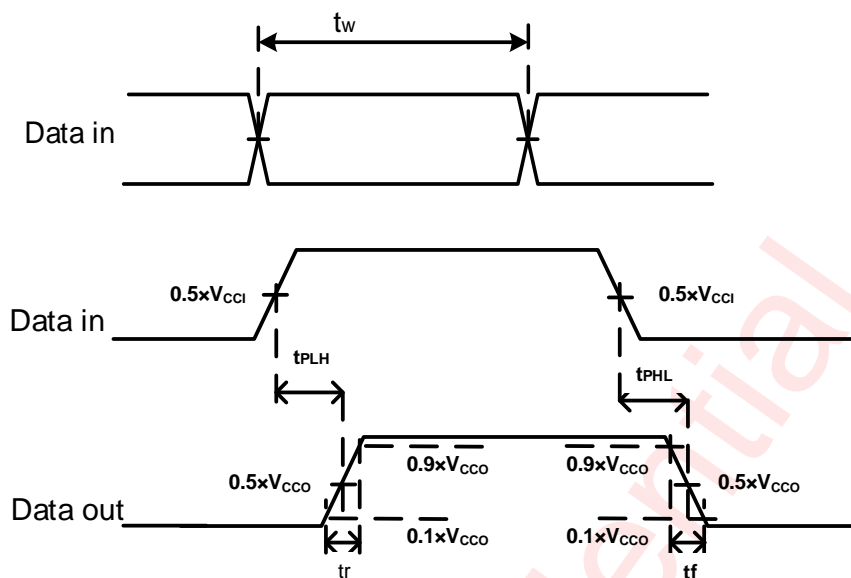 tW
Data in
0.5×VCCI 0.5×VCCI
Data in
tPLH tPHL
0.9×VCCO 0.9×VCCO
0.5×VCCO 0.5×VCCO
Data out
0.1×VCCO 0.1×VCCO
tr tf
ential